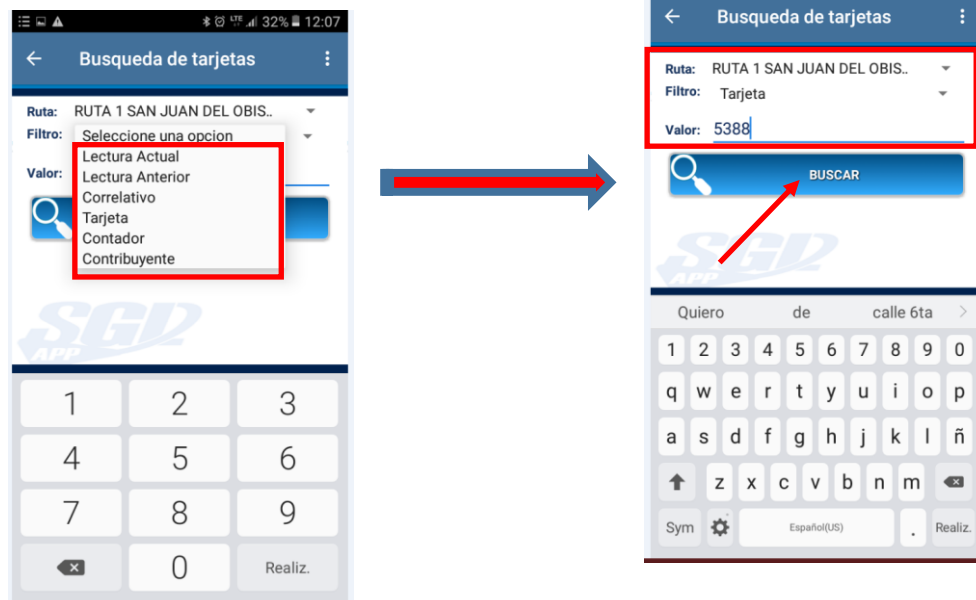 LTE 32% 12:07
Busqueda de tarjetas
Ruta: RUTA 1 SAN JUAN DEL OBIS..
Filtro: Seleccione una opcion
Lectura Actual
Valor:
Lectura Anterior
Correlativo
Tarjeta
Contador
Contribuyente
SGD
APP
1 2 3
4 5 6
7 8 9
0 Realiz.
Busqueda de tarjetas
Ruta: RUTA 1 SAN JUAN DEL OBIS..
Filtro: Tarjeta
Valor: 5388
BUSCAR
SGD
APP
Quiero de calle 6ta
1 2 3 4 5 6 7 8 9 0
q w e r t y u i o p
a s d f g h j k l ñ
z x c v b n m
Sym Español(US) . Realiz.